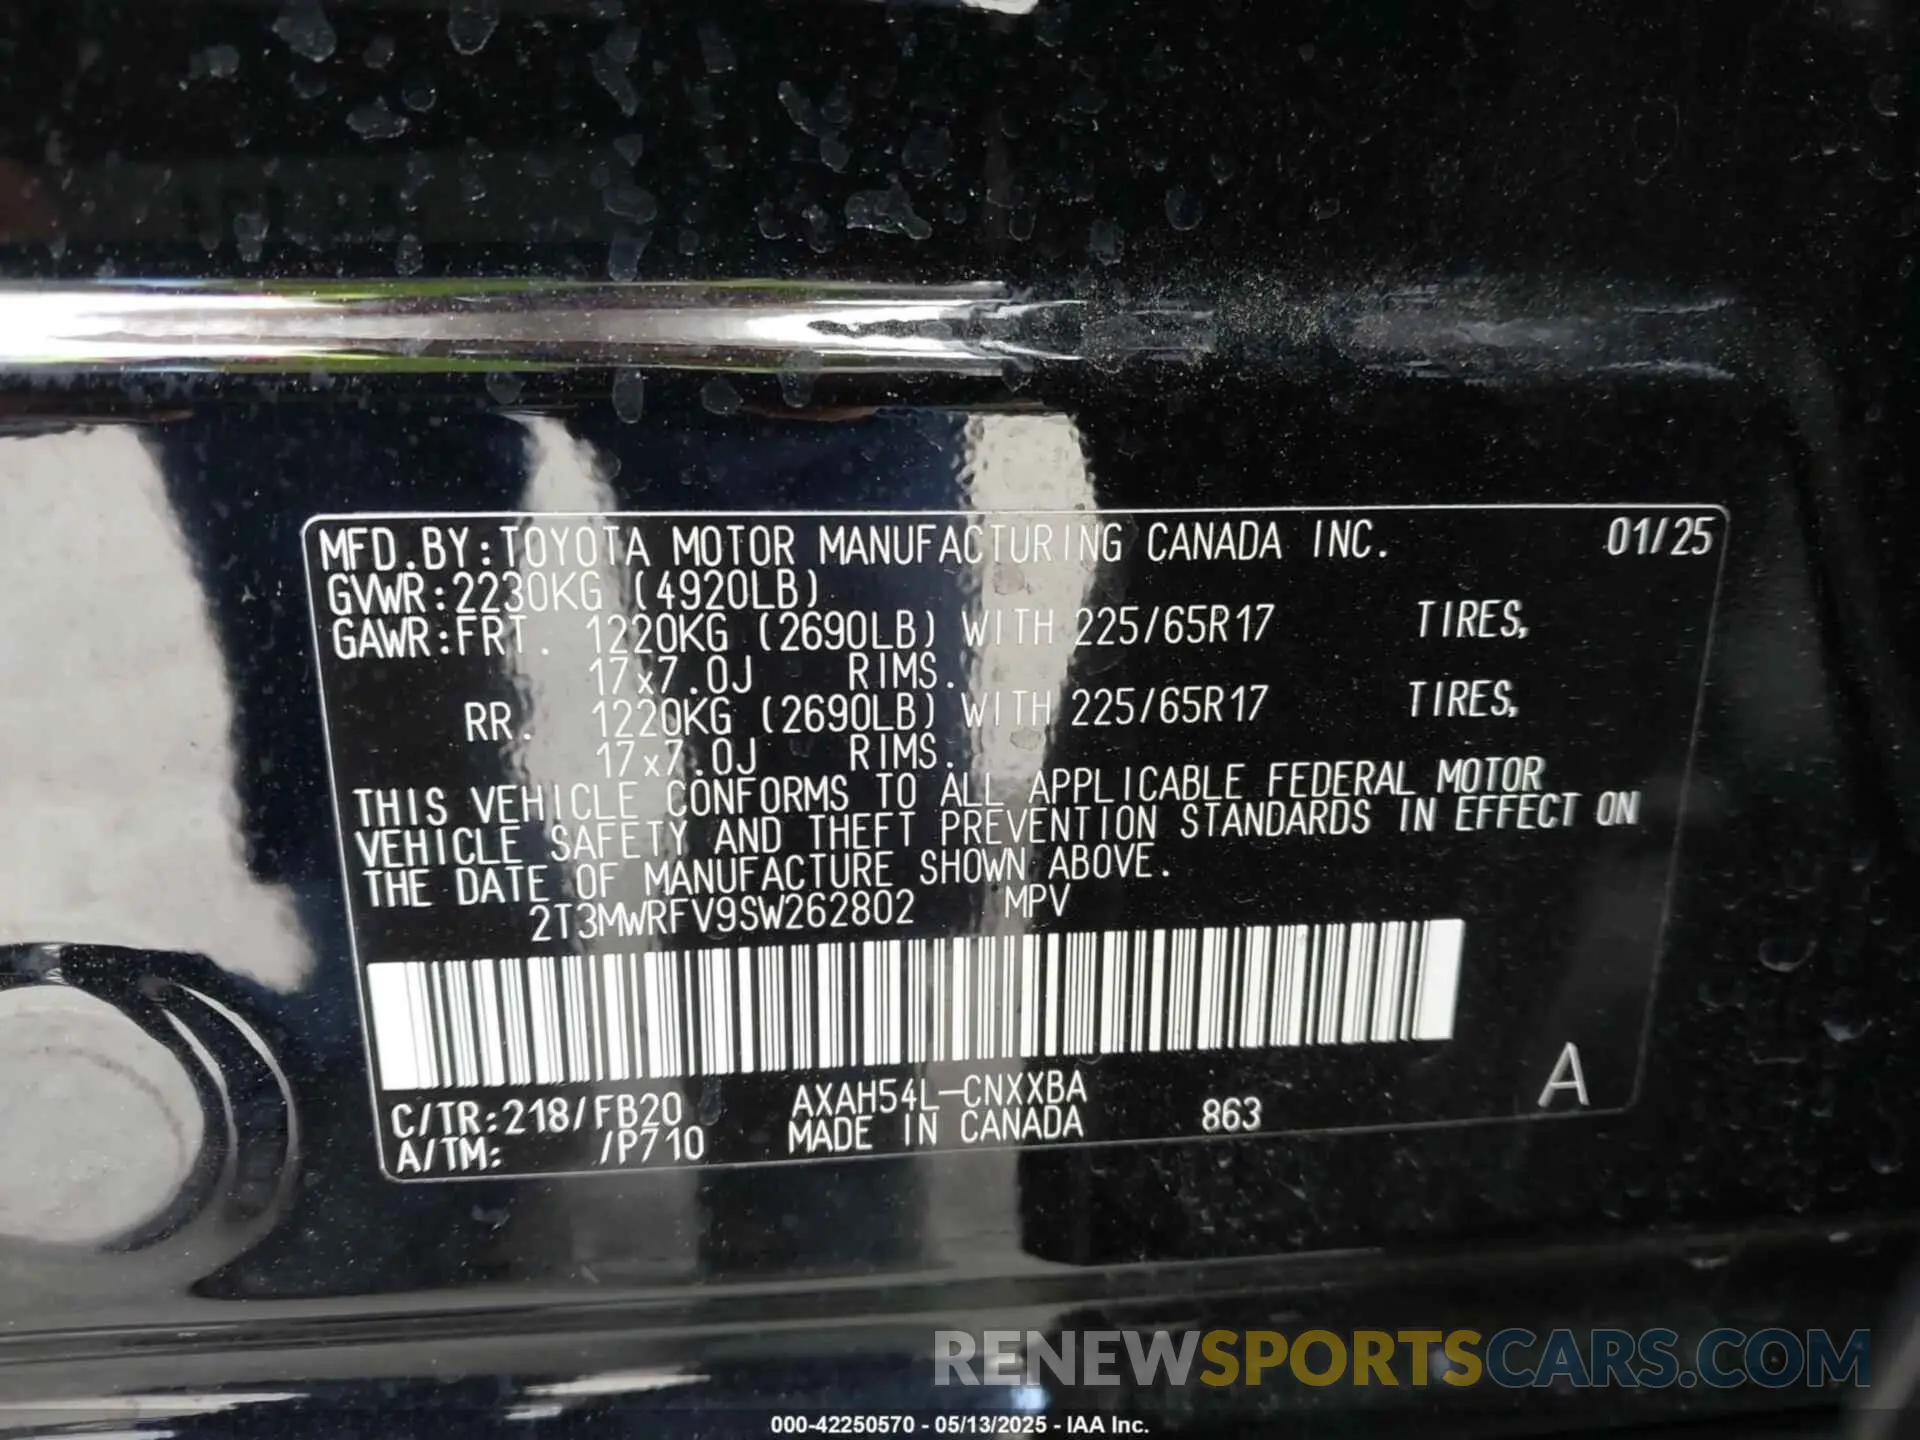 MFD.BY:TOYOTA MOTOR MANUFACTURING CANADA INC. 01/25
GVWR:2230KG (4920LB)
GAWR:FRT. 1220KG (2690LB) WITH 225/65R17 TIRES,
17x7.0J RIMS.
RR. 1220KG (2690LB) WITH 225/65R17 TIRES,
17x7.0J RIMS.
THIS VEHICLE CONFORMS TO ALL APPLICABLE FEDERAL MOTOR
VEHICLE SAFETY AND THEFT PREVENTION STANDARDS IN EFFECT ON
THE DATE OF MANUFACTURE SHOWN ABOVE.
2T3MWRFV9SW262802 MPV
C/TR:218/FB20 AXAH54L-CNXXBA 863 A
A/TM: /P710 MADE IN CANADA
RENEWSPORTSCARS.COM
000-42250570 - 05/13/2025 - IAA Inc.